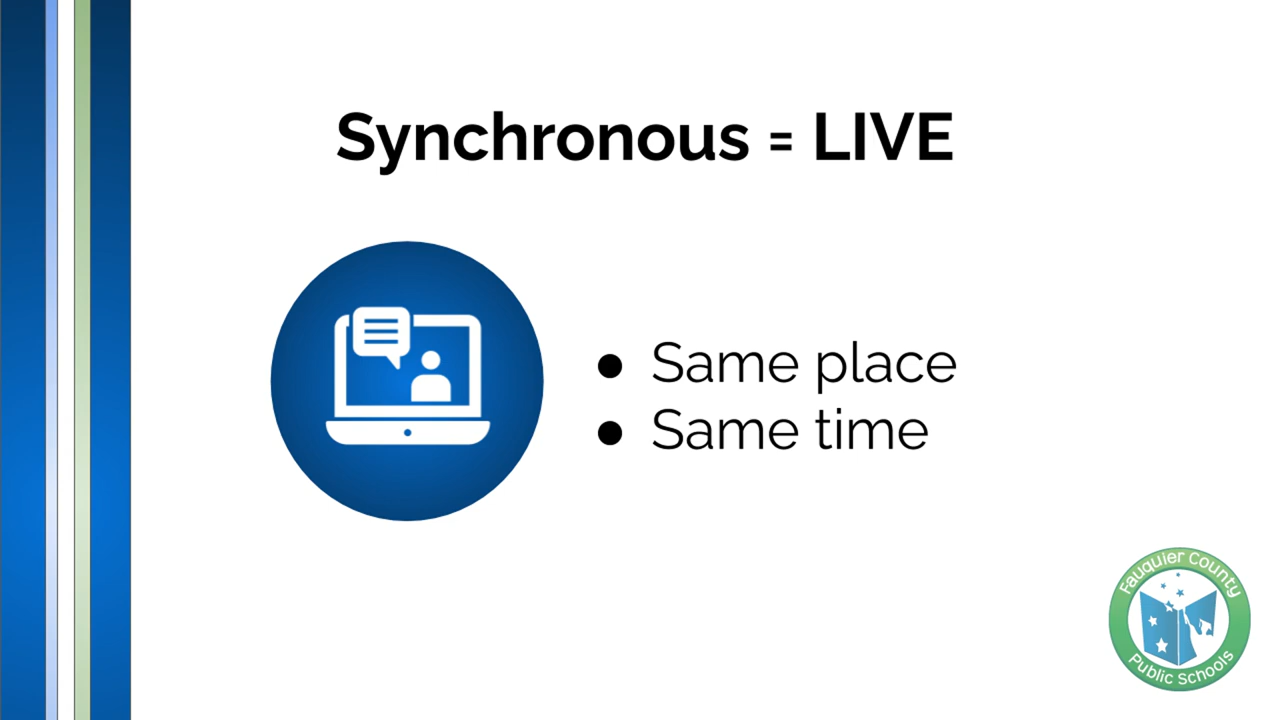 Synchronous = LIVE
● Same place
● Same time
Fauquier County
Public Schools